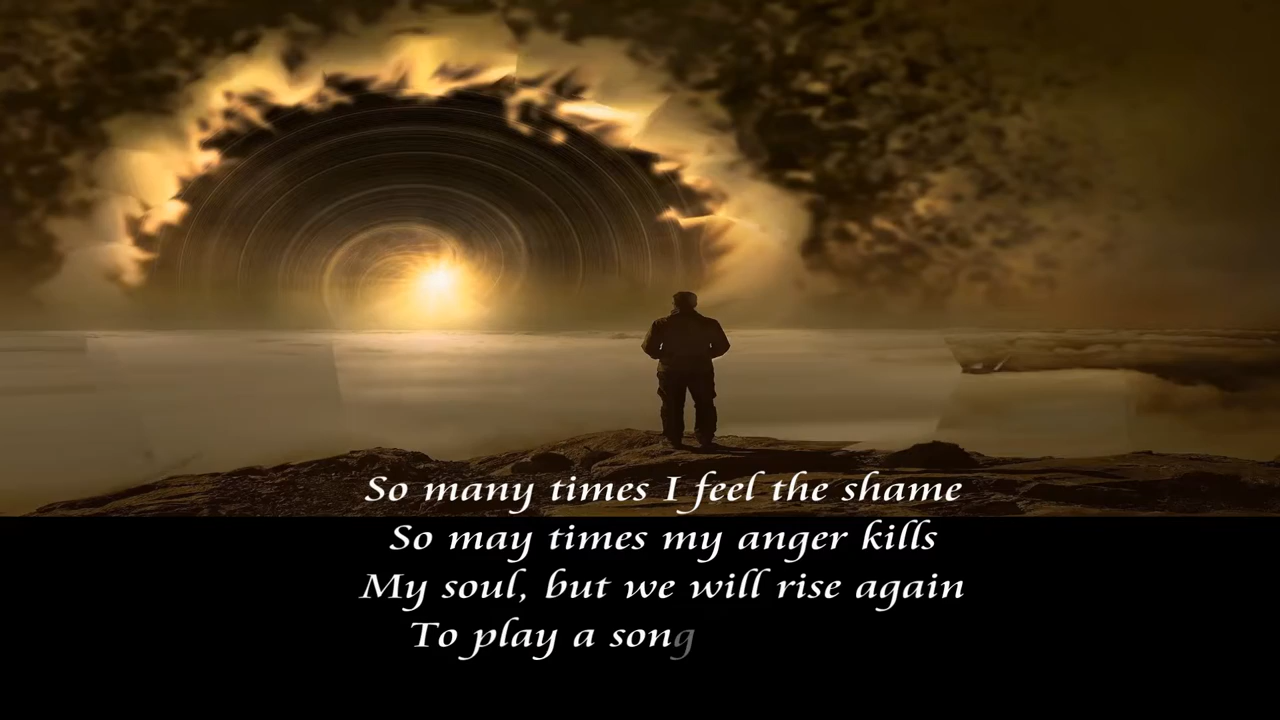 So many times I feel the shame
So may times my anger kills
My soul, but we will rise again
To play a song